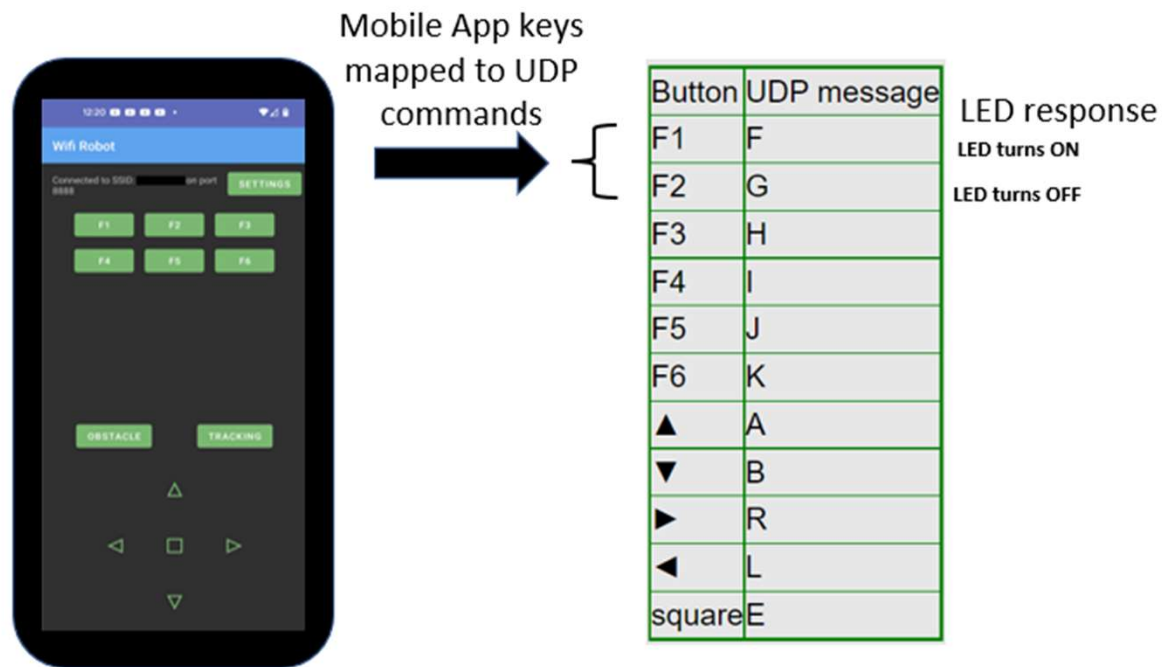 Mobile App keys
mapped to UDP
commands
12:20
Wifi Robot
Connected to SSID: on port
8888
SETTINGS
F1 F2 F3
F4 F5 F6
OBSTACLE TRACKING
Button UDP message
F1 F
F2 G
F3 H
F4 I
F5 J
F6 K
▲ A
▼ B
► R
◄ L
square E
LED response
LED turns ON
LED turns OFF